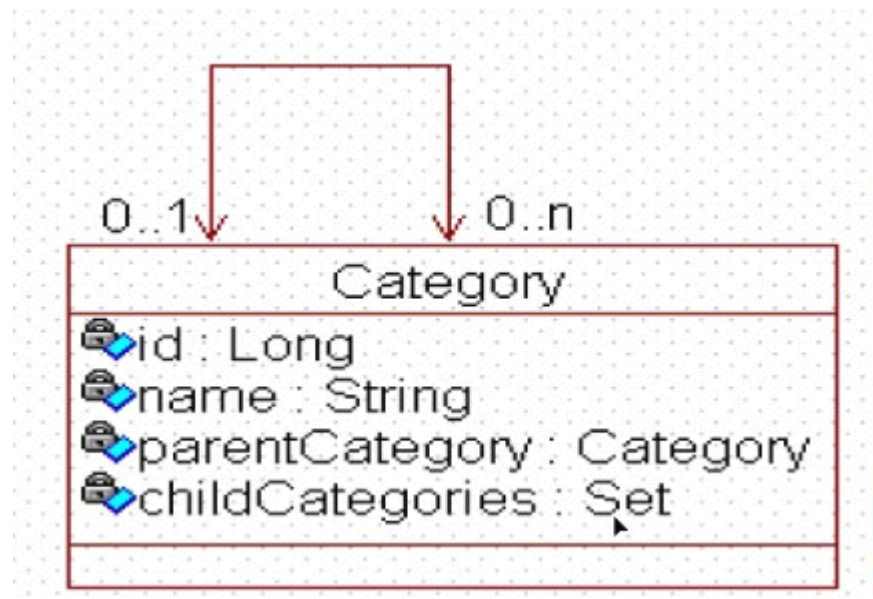 0..1
0..n
Category
id : Long
name : String
parentCategory : Category
childCategories : Set